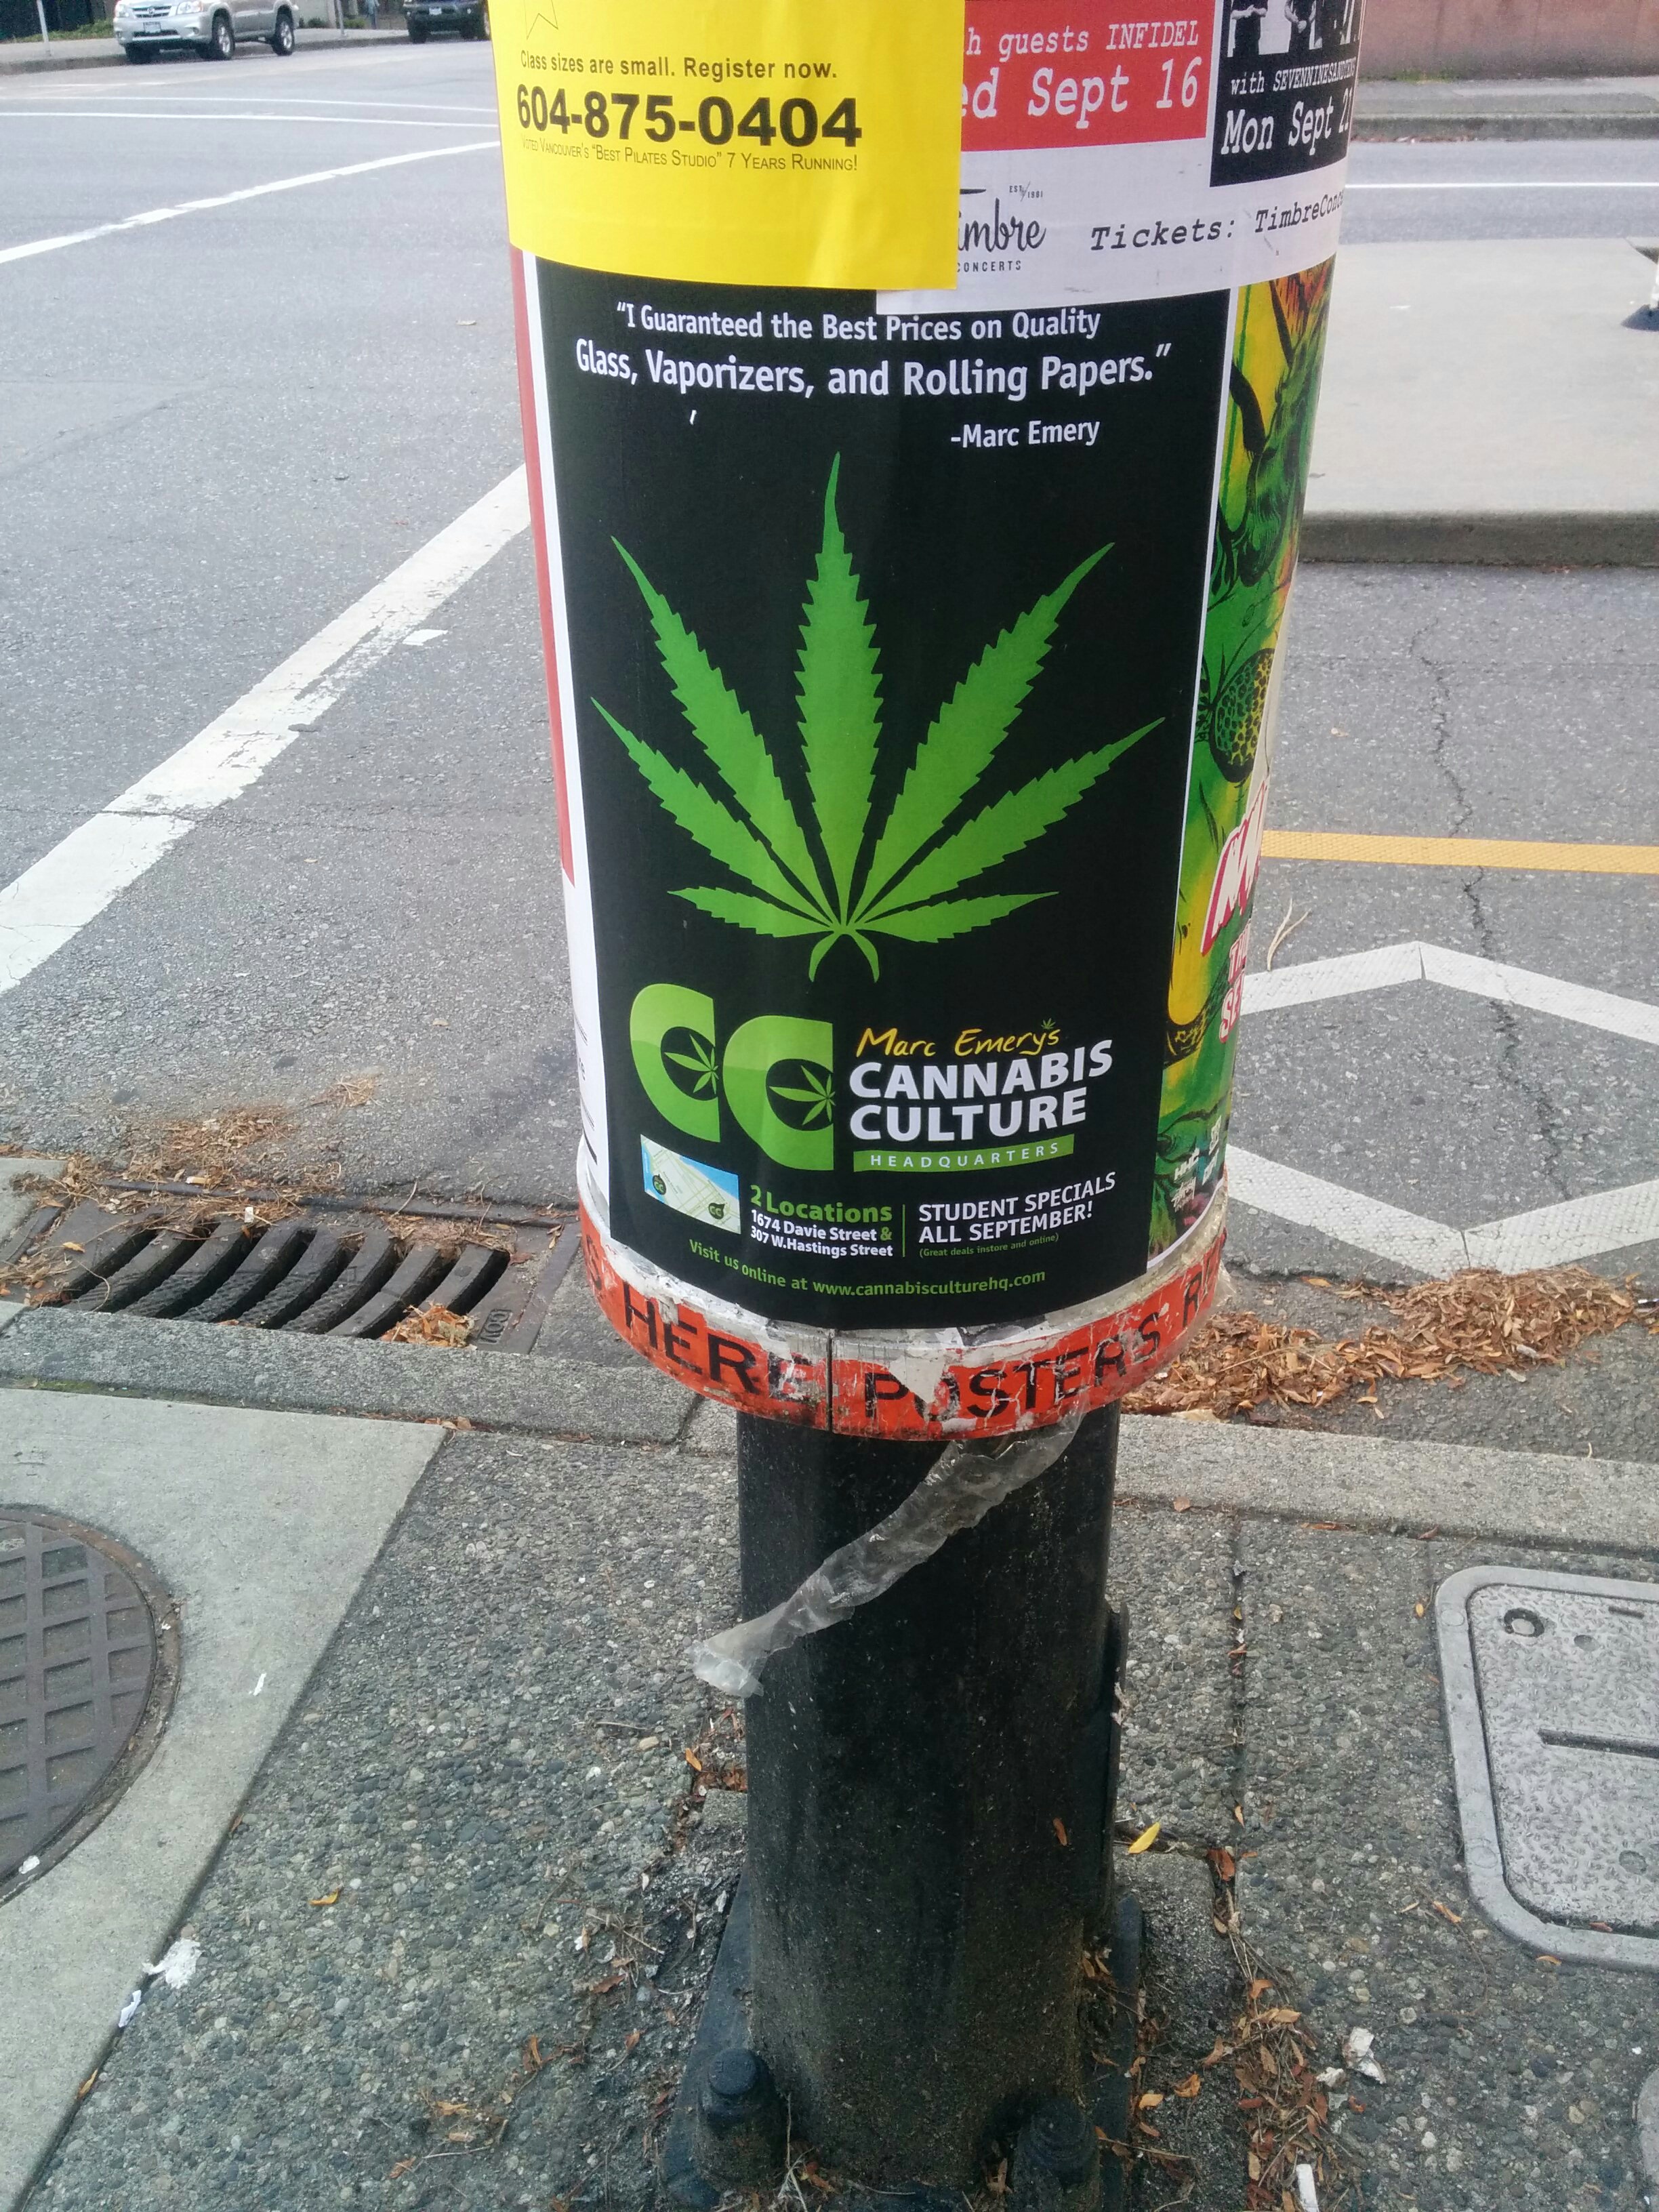 Class sizes are small. Register now.
604-875-0404
VOTED VANCOUVER'S "BEST PILATES STUDIO" 7 YEARS RUNNING!
h guests INFIDEL
ed Sept 16
with SEVENNINESANDTENS
Mon Sept 21
EST/1981
imbre
CONCERTS
Tickets: TimbreConc
"I Guaranteed the Best Prices on Quality
Glass, Vaporizers, and Rolling Papers."
-Marc Emery
CC
Marc Emery's
CANNABIS
CULTURE
HEADQUARTERS
2 Locations
1674 Davie Street &
307 W.Hastings Street
STUDENT SPECIALS
ALL SEPTEMBER!
(Great deals instore and online)
Visit us online at www.cannabisculturehq.com
HERE POSTERS